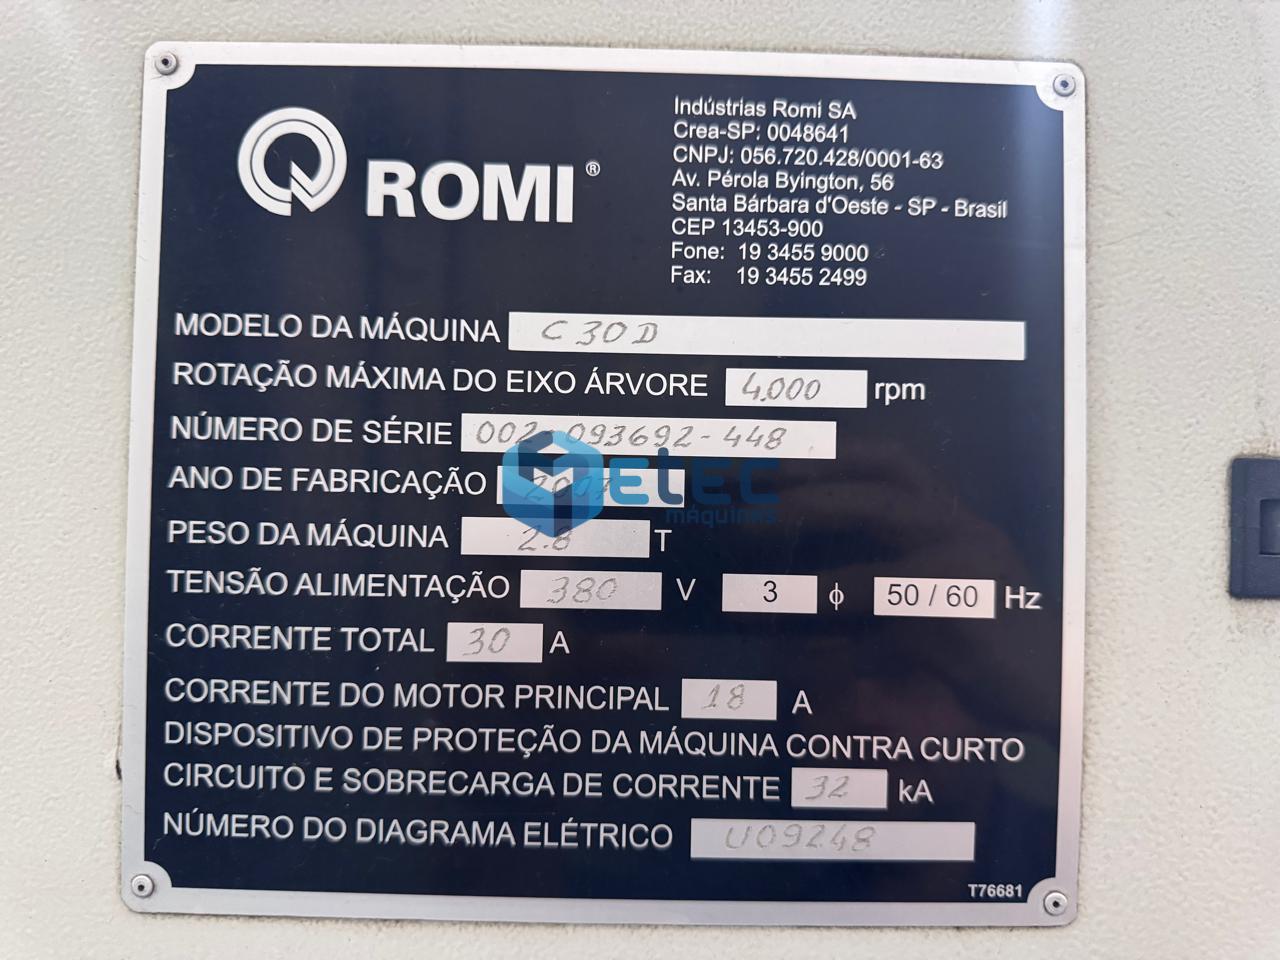 ROMI®
Indústrias Romi SA
Crea-SP: 0048641
CNPJ: 056.720.428/0001-63
Av. Pérola Byington, 56
Santa Bárbara d'Oeste - SP - Brasil
CEP 13453-900
Fone: 19 3455 9000
Fax: 19 3455 2499
MODELO DA MÁQUINA C 30D
ROTAÇÃO MÁXIMA DO EIXO ÁRVORE 4.000 rpm
NÚMERO DE SÉRIE 002-093692-448
ANO DE FABRICAÇÃO
etec
máquinas
PESO DA MÁQUINA 2.8 T
TENSÃO ALIMENTAÇÃO 380 V 3 ϕ 50 / 60 Hz
CORRENTE TOTAL 30 A
CORRENTE DO MOTOR PRINCIPAL 18 A
DISPOSITIVO DE PROTEÇÃO DA MÁQUINA CONTRA CURTO
CIRCUITO E SOBRECARGA DE CORRENTE 32 kA
NÚMERO DO DIAGRAMA ELÉTRICO U09248
T76681